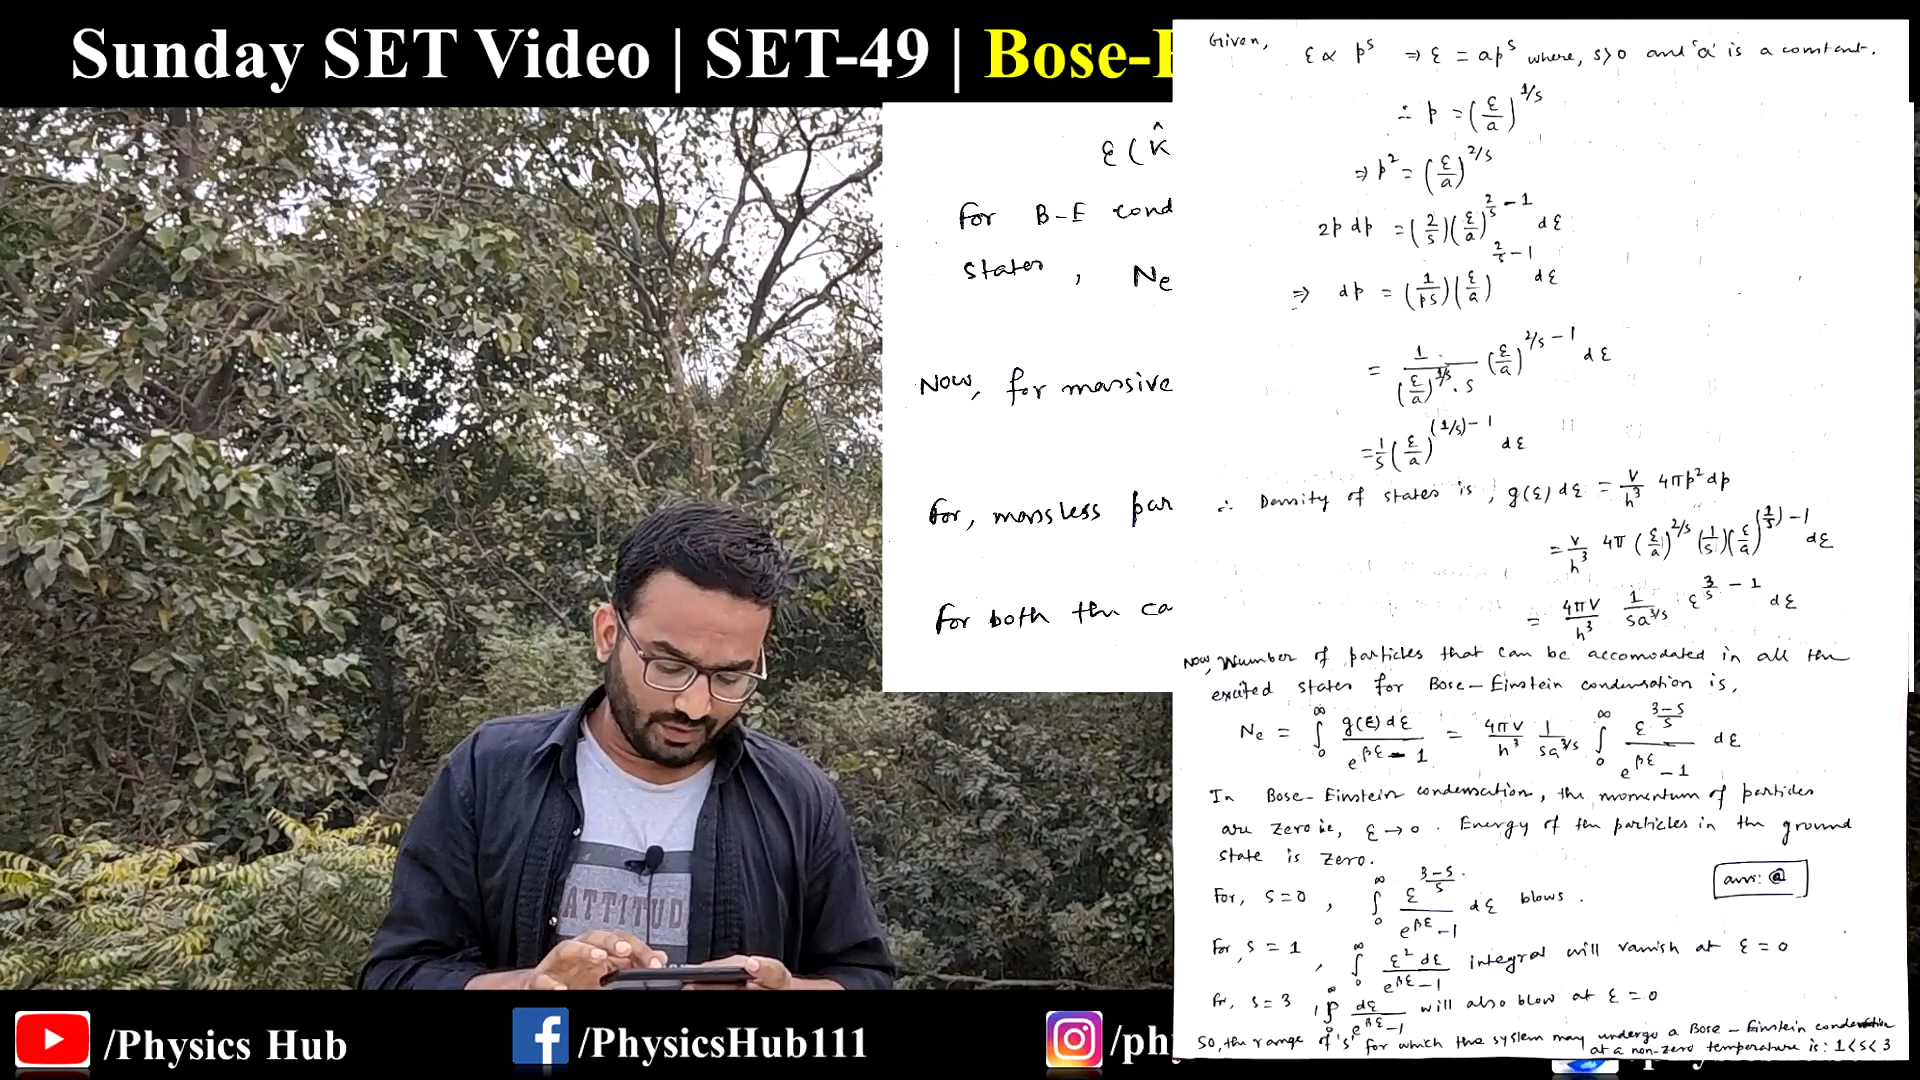 Sunday SET Video | SET-49 | Bose-E
ε(k̂
for B-E cond
states, Ne
Now, for massive
for, massless par
for both the ca
Given, ε ∝ p^s ⇒ ε = ap^s where, s>0 and 'a' is a constant.
∴ p = (ε/a)^(1/s)
⇒ p² = (ε/a)^(2/s)
2p dp = (2/s)(ε/a)^(2/s - 1) dε
⇒ dp = (1/ps)(ε/a)^(2/s - 1) dε
= 1/((ε/a)^(1/s) · s) (ε/a)^(2/s - 1) dε
= 1/s (ε/a)^((1/s) - 1) dε
∴ Density of states is, g(ε) dε = V/h³ 4πp² dp
= V/h³ 4π (ε/a)^(2/s) (1/s)(ε/a)^((1/s) - 1) dε
= 4πV/h³ 1/(sa^(3/s)) ε^(3/s - 1) dε
Now, Number of particles that can be accomodated in all the
excited states for Bose-Einstein condensation is,
Ne = ∫₀^∞ g(ε) dε/(e^(βε) - 1) = 4πV/h³ 1/(sa^(3/s)) ∫₀^∞ ε^((3-s)/s)/(e^(βε) - 1) dε
In Bose-Einstein condensation, the momentum of particles
are zero ie, ε→0. Energy of the particles in the ground
state is zero.
ans: ⓐ
For, s=0, ∫₀^∞ ε^((3-s)/s)/(e^(βε) - 1) dε blows.
For, s=1, ∫₀^∞ ε² dε/(e^(βε) - 1) integral will vanish at ε=0
For, s=3, ∫₀^∞ dε/(e^(βε) - 1) will also blow at ε=0
So, the range of 's' for which the system may undergo a Bose-Einstein condensation
at a non-zero temperature is: 1<s<3
ATTITUD
/Physics Hub
/PhysicsHub111
/ph